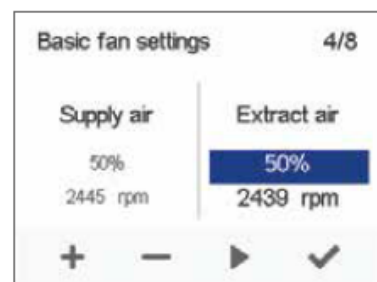 Basic fan settings 4/8
Supply air Extract air
50% 50%
2445 rpm 2439 rpm